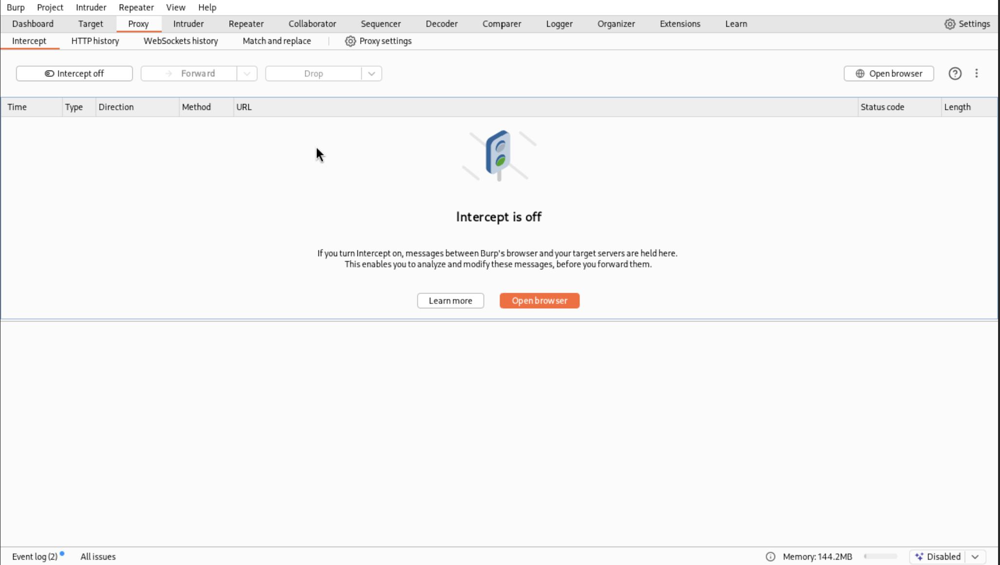 Burp Project Intruder Repeater View Help
Dashboard Target Proxy Intruder Repeater Collaborator Sequencer Decoder Comparer Logger Organizer Extensions Learn Settings
Intercept HTTP history WebSockets history Match and replace Proxy settings
Intercept off Forward Drop Open browser
Time Type Direction Method URL Status code Length
Intercept is off
If you turn Intercept on, messages between Burp's browser and your target servers are held here.
This enables you to analyze and modify these messages, before you forward them.
Learn more Open browser
Event log (2) All issues Memory: 144.2MB Disabled